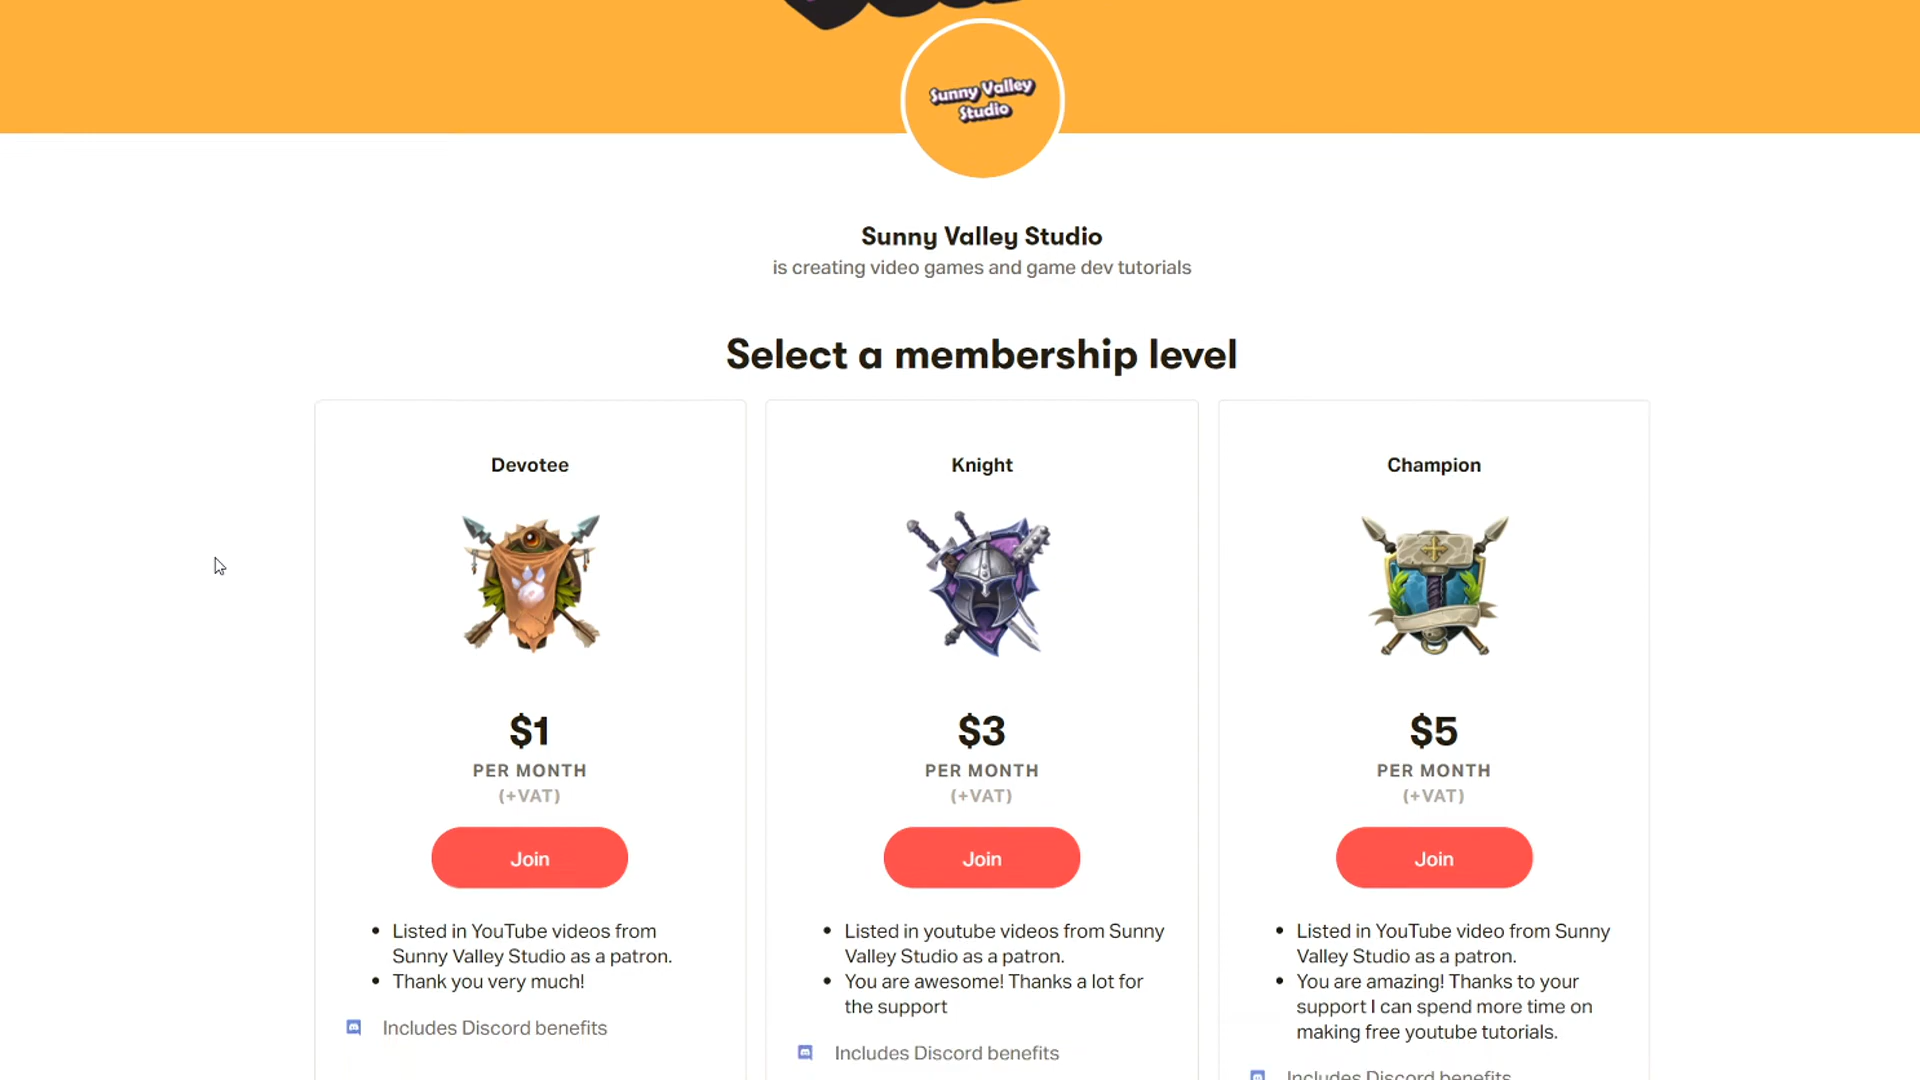 Sunny Valley
Studio
Sunny Valley Studio
is creating video games and game dev tutorials
Select a membership level
Devotee
$1
PER MONTH
(+VAT)
Join
• Listed in YouTube videos from
Sunny Valley Studio as a patron.
• Thank you very much!
Includes Discord benefits
Knight
$3
PER MONTH
(+VAT)
Join
• Listed in youtube videos from Sunny
Valley Studio as a patron.
• You are awesome! Thanks a lot for
the support
Includes Discord benefits
Champion
$5
PER MONTH
(+VAT)
Join
• Listed in YouTube video from Sunny
Valley Studio as a patron.
• You are amazing! Thanks to your
support I can spend more time on
making free youtube tutorials.
Includes Discord benefits